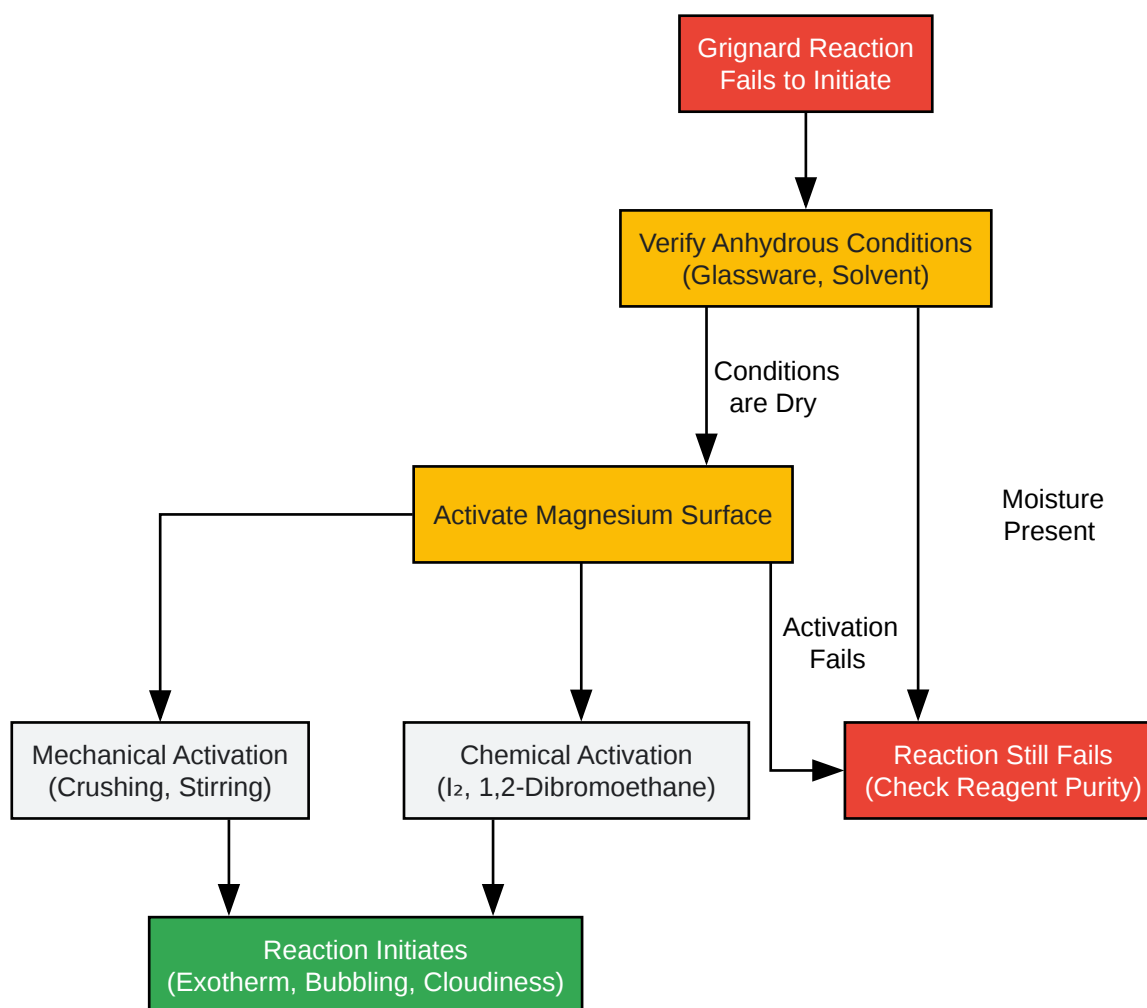 Grignard Reaction
Fails to Initiate
Verify Anhydrous Conditions
(Glassware, Solvent)
Conditions
are Dry
Activate Magnesium Surface
Moisture
Present
Activation
Fails
Mechanical Activation
(Crushing, Stirring)
Chemical Activation
(I₂, 1,2-Dibromoethane)
Reaction Still Fails
(Check Reagent Purity)
Reaction Initiates
(Exotherm, Bubbling, Cloudiness)